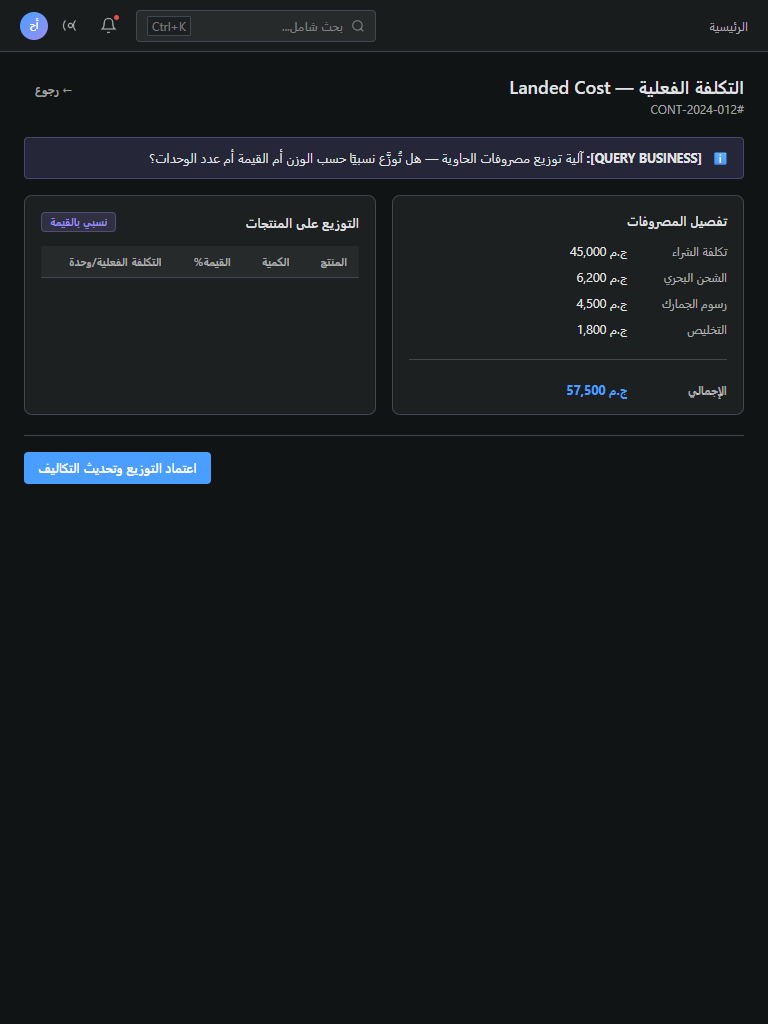 الرئيسية
بحث شامل...
Ctrl+K
أح
التكلفة الفعلية — Landed Cost
← رجوع
#CONT-2024-012
[QUERY BUSINESS]: آلية توزيع مصروفات الحاوية — هل تُوزَّع نسبيًا حسب الوزن أم القيمة أم عدد الوحدات؟
تفصيل المصروفات
تكلفة الشراء ج.م 45,000
الشحن البحري ج.م 6,200
رسوم الجمارك ج.م 4,500
التخليص ج.م 1,800
الإجمالي ج.م 57,500
التوزيع على المنتجات
نسبي بالقيمة
المنتج الكمية القيمة% التكلفة الفعلية/وحدة
اعتماد التوزيع وتحديث التكاليف